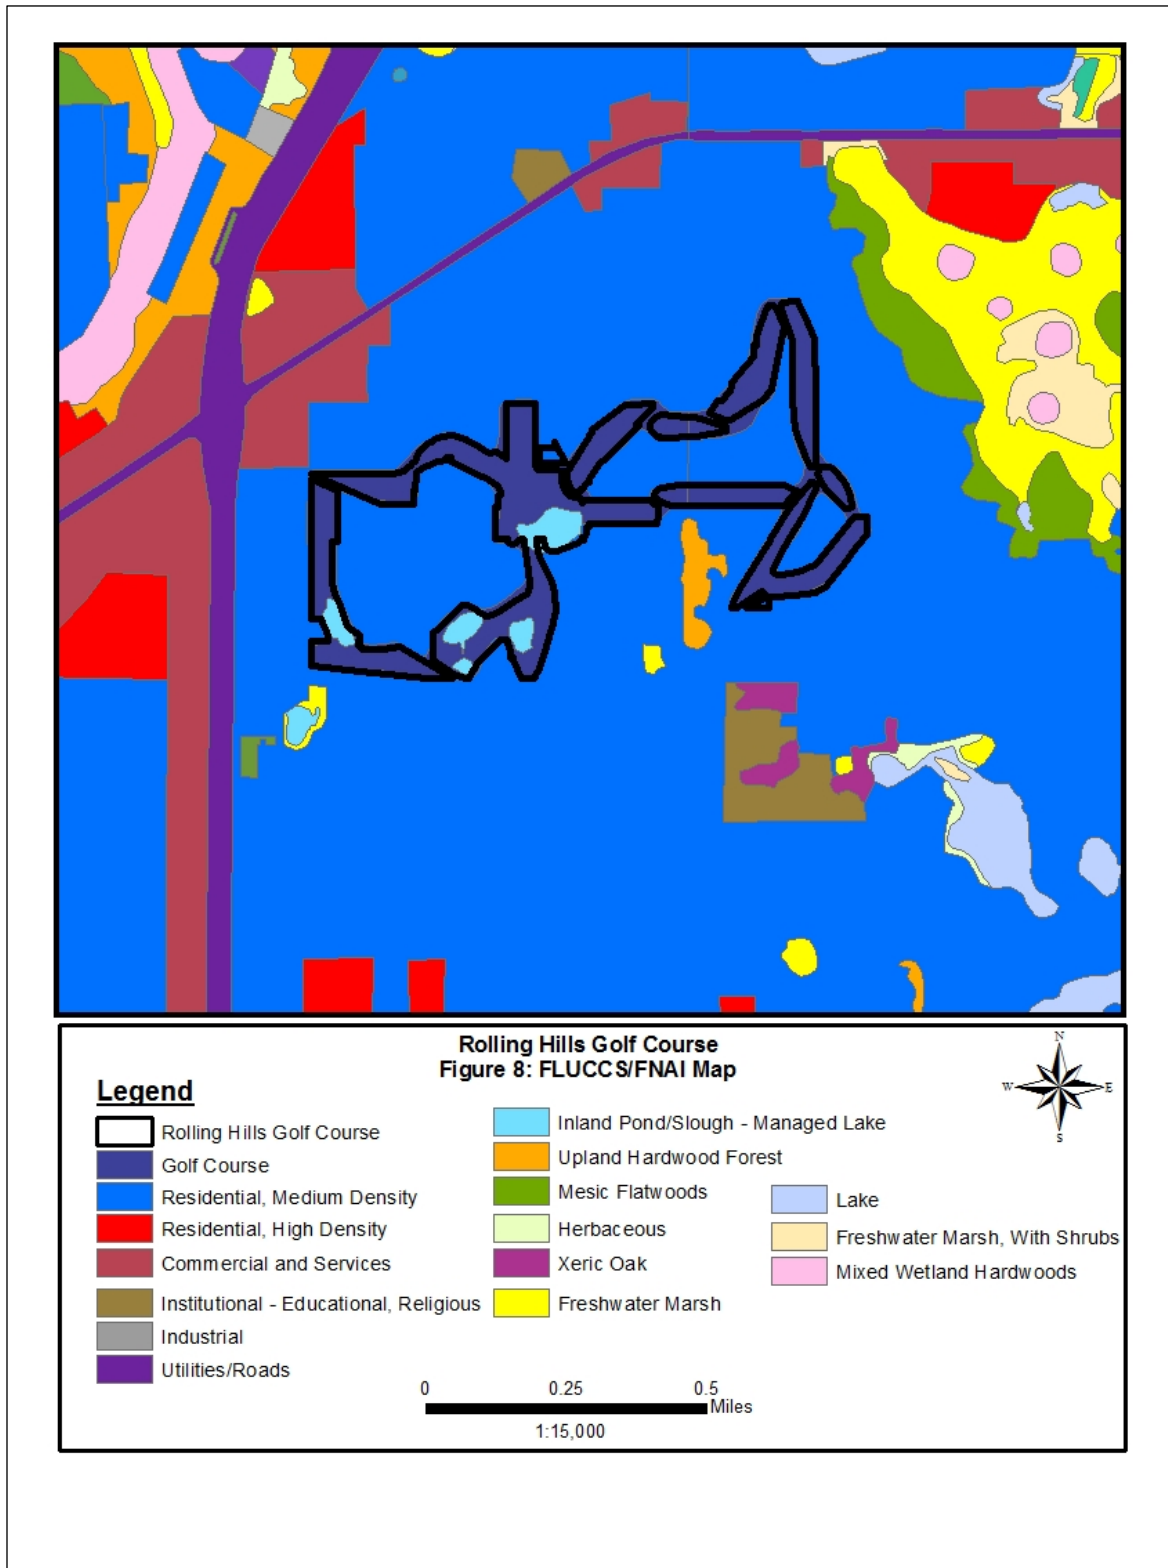 Rolling Hills Golf Course
Figure 8: FLUCCS/FNAI Map
N
W
E
S
Legend
Rolling Hills Golf Course
Golf Course
Residential, Medium Density
Residential, High Density
Commercial and Services
Institutional - Educational, Religious
Industrial
Utilities/Roads
Inland Pond/Slough - Managed Lake
Upland Hardwood Forest
Mesic Flatwoods
Herbaceous
Xeric Oak
Freshwater Marsh
Lake
Freshwater Marsh, With Shrubs
Mixed Wetland Hardwoods
0 0.25 0.5
Miles
1:15,000